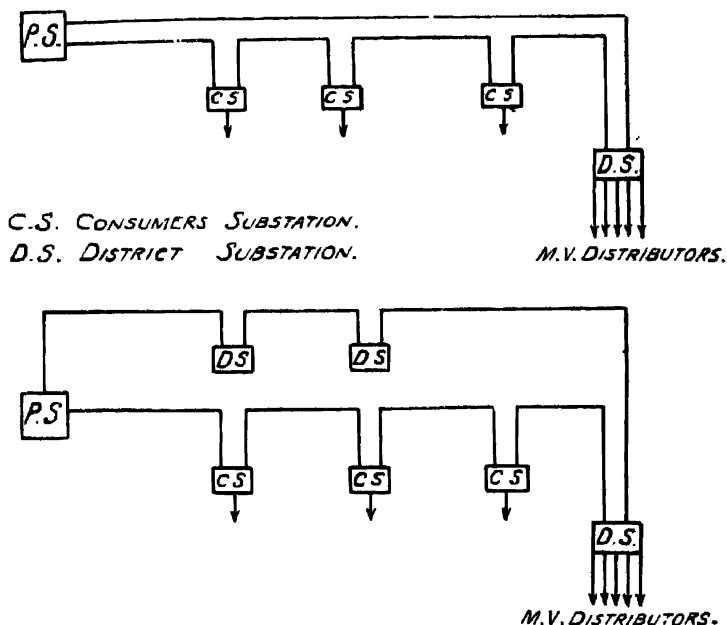 P.S.
CS
CS
CS
D.S.
C.S. CONSUMERS SUBSTATION.
D.S. DISTRICT SUBSTATION.
M.V. DISTRIBUTORS.
DS
DS
P.S
CS
CS
CS
D.S.
M.V. DISTRIBUTORS.